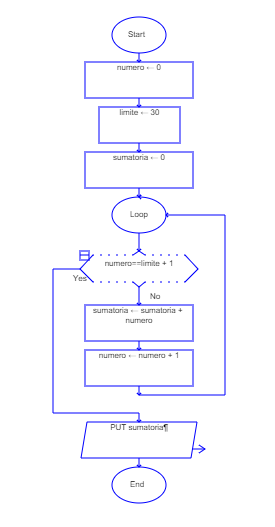 Start
numero ← 0
limite ← 30
sumatoria ← 0
Loop
numero==limite + 1
Yes
No
sumatoria ← sumatoria +
numero
numero ← numero + 1
PUT sumatoria¶
End